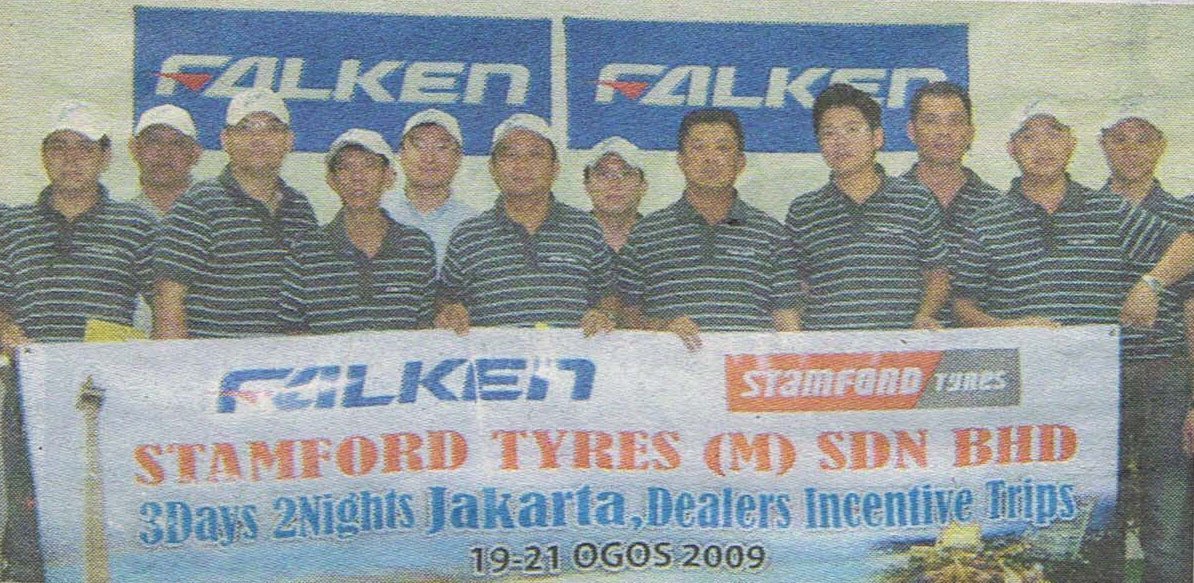 FALKEN FALKEN
FALKEN STAMFORD TYRES
STAMFORD TYRES (M) SDN BHD
3Days 2Nights Jakarta, Dealers Incentive Trips
19-21 OGOS 2009